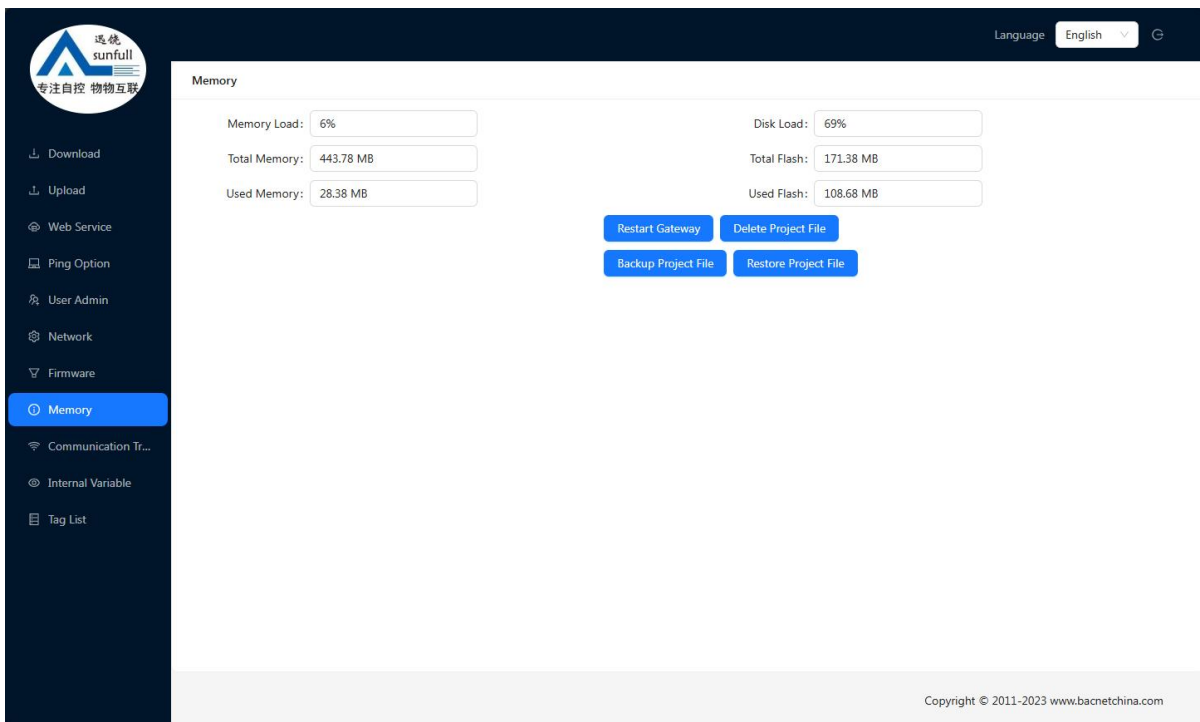 迅饶
sunfull
专注自控 物物互联
Language English
Download
Upload
Web Service
Ping Option
User Admin
Network
Firmware
Memory
Communication Tr...
Internal Variable
Tag List
Memory
Memory Load: 6% Disk Load: 69%
Total Memory: 443.78 MB Total Flash: 171.38 MB
Used Memory: 28.38 MB Used Flash: 108.68 MB
Restart Gateway Delete Project File
Backup Project File Restore Project File
Copyright © 2011-2023 www.bacnetchina.com